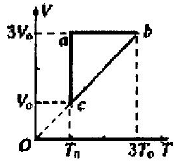 V
3V₀ a b
V₀ c
O T₀ 3T₀ T